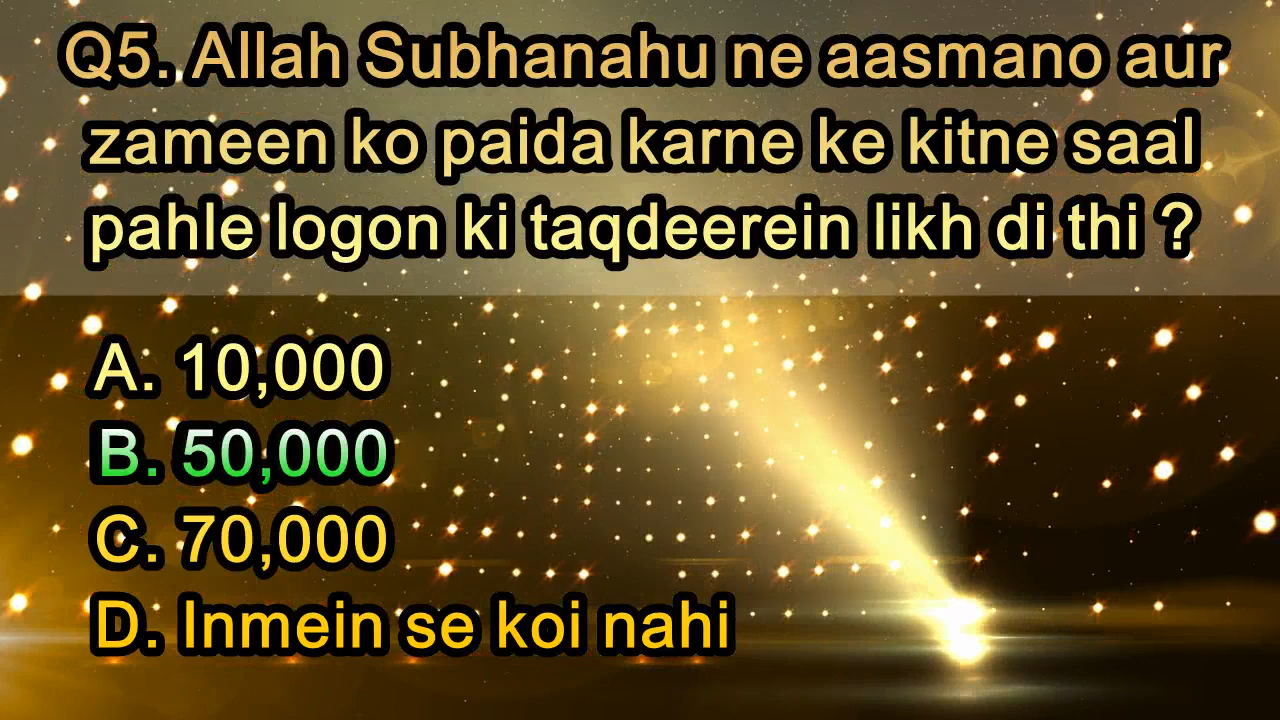 Q5. Allah Subhanahu ne aasmano aur
zameen ko paida karne ke kitne saal
pahle logon ki taqdeerein likh di thi ?
A. 10,000
B. 50,000
C. 70,000
D. Inmein se koi nahi